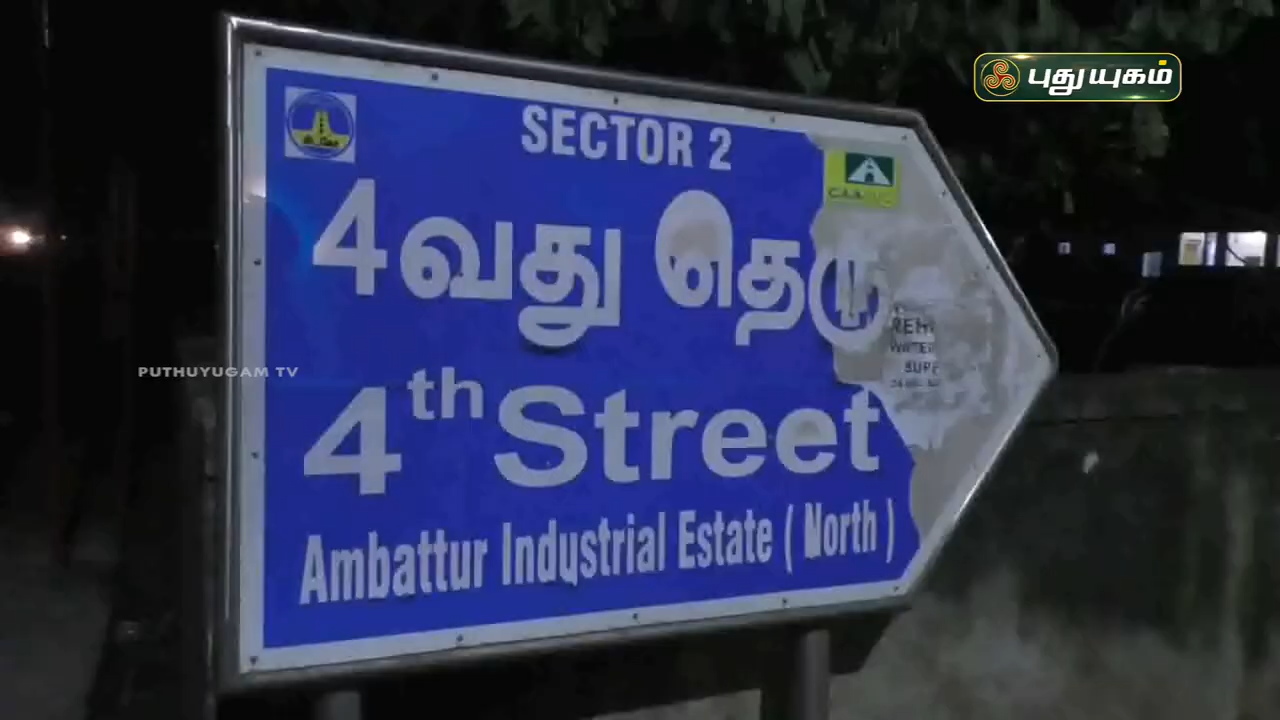 புதுயுகம்
SECTOR 2
4வது தெரு
PUTHUYUGAM TV
4th Street
Ambattur Industrial Estate ( North )